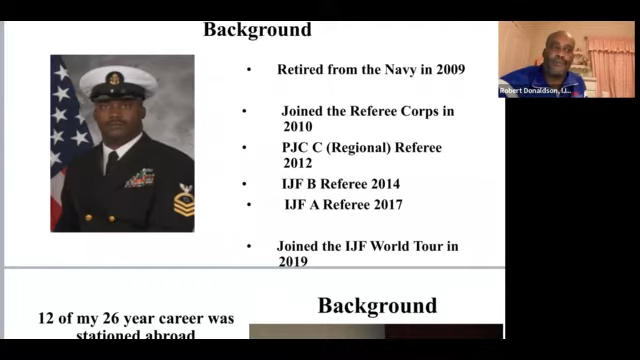 Background
• Retired from the Navy in 2009
• Joined the Referee Corps in
2010
• PJC C (Regional) Referee
2012
• IJF B Referee 2014
• IJF A Referee 2017
• Joined the IJF World Tour in
2019
Robert Donaldson, IJ...
12 of my 26 year career was
stationed abroad
Background